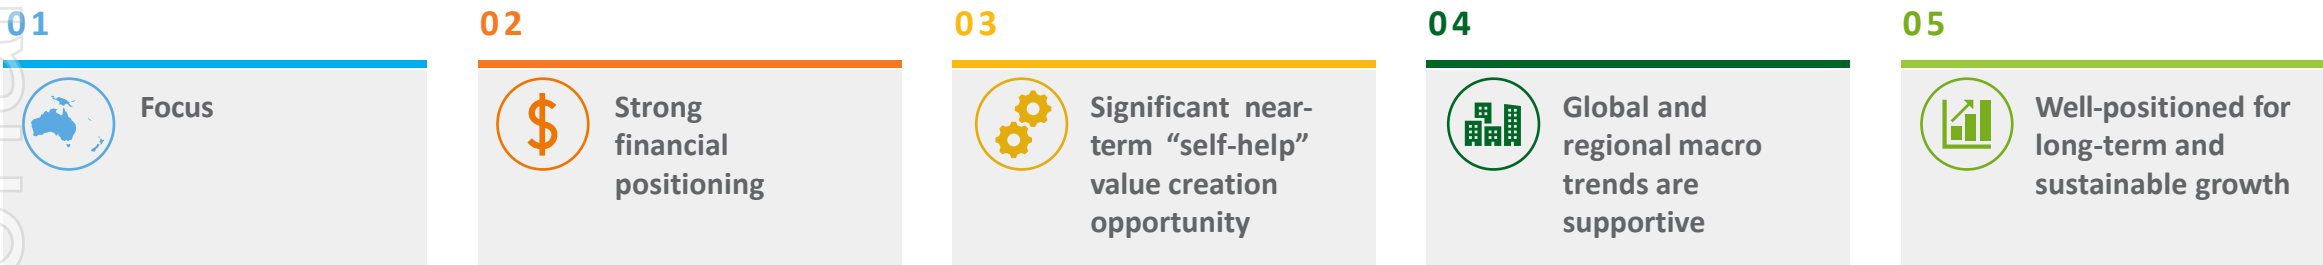 01
Focus
02
Strong
financial
positioning
03
Significant near-
term “self-help”
value creation
opportunity
04
Global and
regional macro
trends are
supportive
05
Well-positioned for
long-term and
sustainable growth